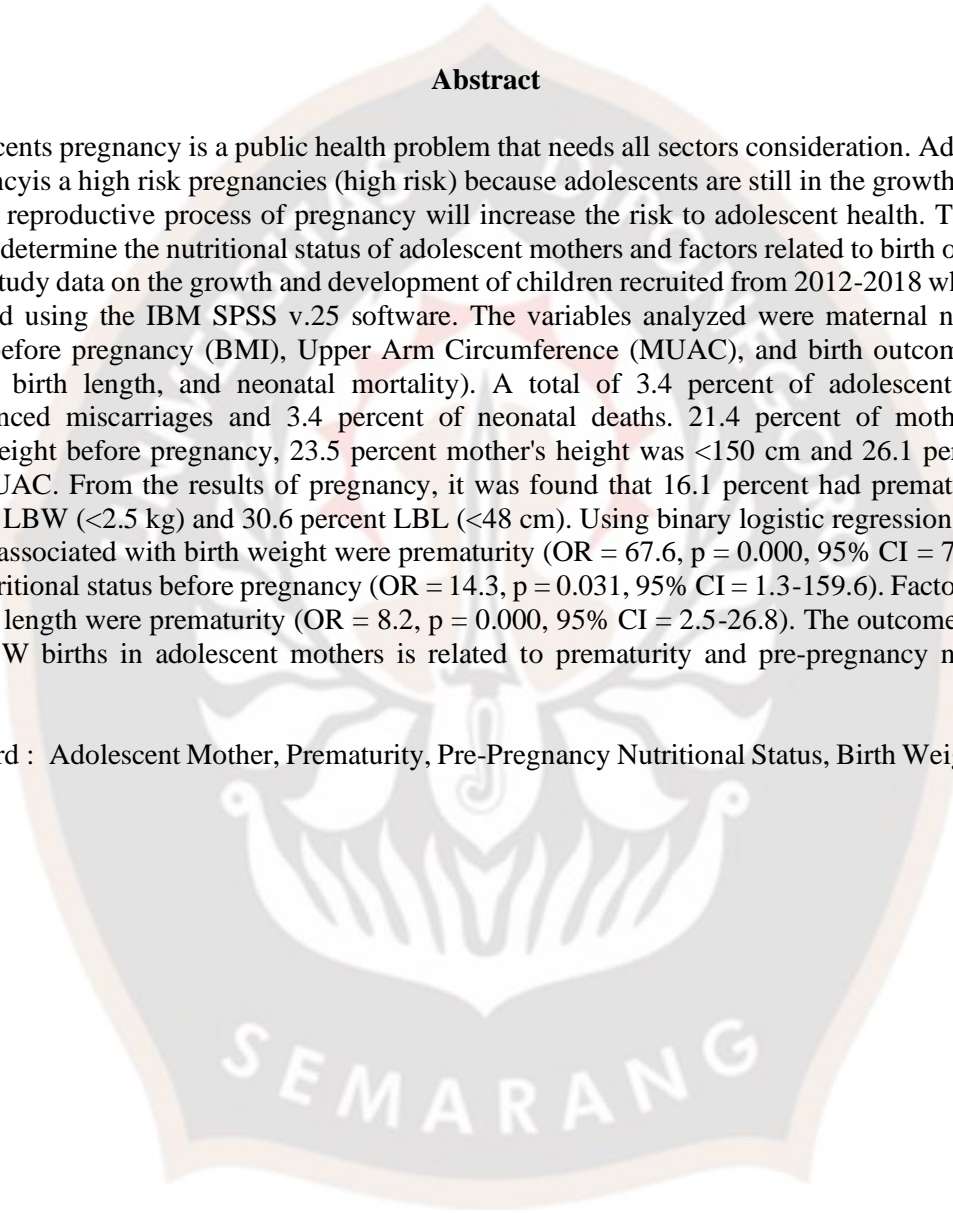 Abstract
cents pregnancy is a public health problem that needs all sectors consideration. Ad
ncyis a high risk pregnancies (high risk) because adolescents are still in the growth
reproductive process of pregnancy will increase the risk to adolescent health. T
determine the nutritional status of adolescent mothers and factors related to birth o
tudy data on the growth and development of children recruited from 2012-2018 wh
d using the IBM SPSS v.25 software. The variables analyzed were maternal n
efore pregnancy (BMI), Upper Arm Circumference (MUAC), and birth outcom
birth length, and neonatal mortality). A total of 3.4 percent of adolescent
nced miscarriages and 3.4 percent of neonatal deaths. 21.4 percent of moth
eight before pregnancy, 23.5 percent mother's height was <150 cm and 26.1 per
UAC. From the results of pregnancy, it was found that 16.1 percent had premat
LBW (<2.5 kg) and 30.6 percent LBL (<48 cm). Using binary logistic regression
associated with birth weight were prematurity (OR = 67.6, p = 0.000, 95% CI = 7
ritional status before pregnancy (OR = 14.3, p = 0.031, 95% CI = 1.3-159.6). Factor
length were prematurity (OR = 8.2, p = 0.000, 95% CI = 2.5-26.8). The outcome
W births in adolescent mothers is related to prematurity and pre-pregnancy n
rd : Adolescent Mother, Prematurity, Pre-Pregnancy Nutritional Status, Birth Weig
SEMARANG